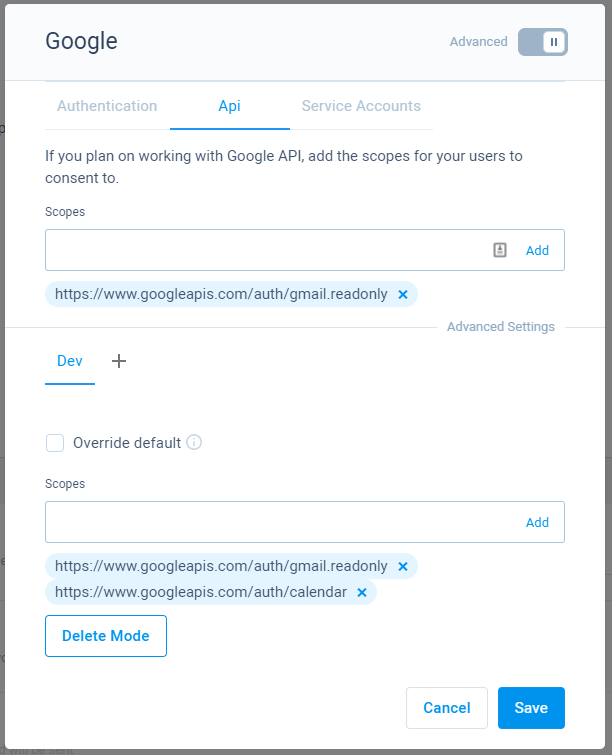 Google
Advanced
Authentication Api Service Accounts
If you plan on working with Google API, add the scopes for your users to
consent to.
Scopes
Add
https://www.googleapis.com/auth/gmail.readonly
Advanced Settings
Dev
Override default
Scopes
Add
https://www.googleapis.com/auth/gmail.readonly
https://www.googleapis.com/auth/calendar
Delete Mode
Cancel Save